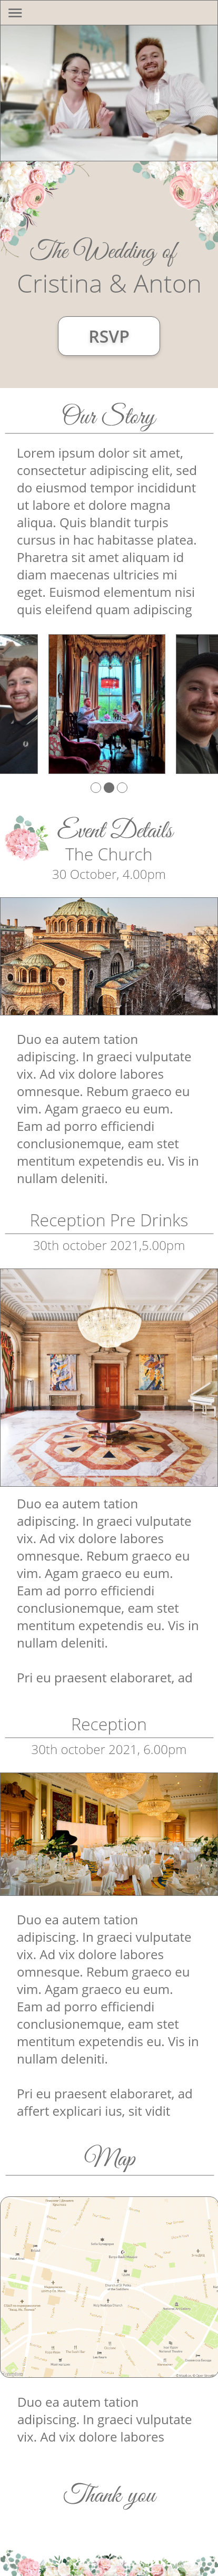 The Wedding of
Cristina & Anton
RSVP
Our Story
Lorem ipsum dolor sit amet,
consectetur adipiscing elit, sed
do eiusmod tempor incididunt
ut labore et dolore magna
aliqua. Quis blandit turpis
cursus in hac habitasse platea.
Pharetra sit amet aliquam id
diam maecenas ultricies mi
eget. Euismod elementum nisi
quis eleifend quam adipiscing
Event Details
The Church
30 October, 4.00pm
Duo ea autem tation
adipiscing. In graeci vulputate
vix. Ad vix dolore labores
omnesque. Rebum graeco eu
vim. Agam graeco eu eum.
Eam ad porro efficiendi
conclusionemque, eam stet
mentitum expetendis eu. Vis in
nullam deleniti.
Reception Pre Drinks
30th october 2021,5.00pm
Duo ea autem tation
adipiscing. In graeci vulputate
vix. Ad vix dolore labores
omnesque. Rebum graeco eu
vim. Agam graeco eu eum.
Eam ad porro efficiendi
conclusionemque, eam stet
mentitum expetendis eu. Vis in
nullam deleniti.
Pri eu praesent elaboraret, ad
Reception
30th october 2021, 6.00pm
Duo ea autem tation
adipiscing. In graeci vulputate
vix. Ad vix dolore labores
omnesque. Rebum graeco eu
vim. Agam graeco eu eum.
Eam ad porro efficiendi
conclusionemque, eam stet
mentitum expetendis eu. Vis in
nullam deleniti.
Pri eu praesent elaboraret, ad
affert explicari ius, sit vidit
Map
Duo ea autem tation
adipiscing. In graeci vulputate
vix. Ad vix dolore labores
Thank you